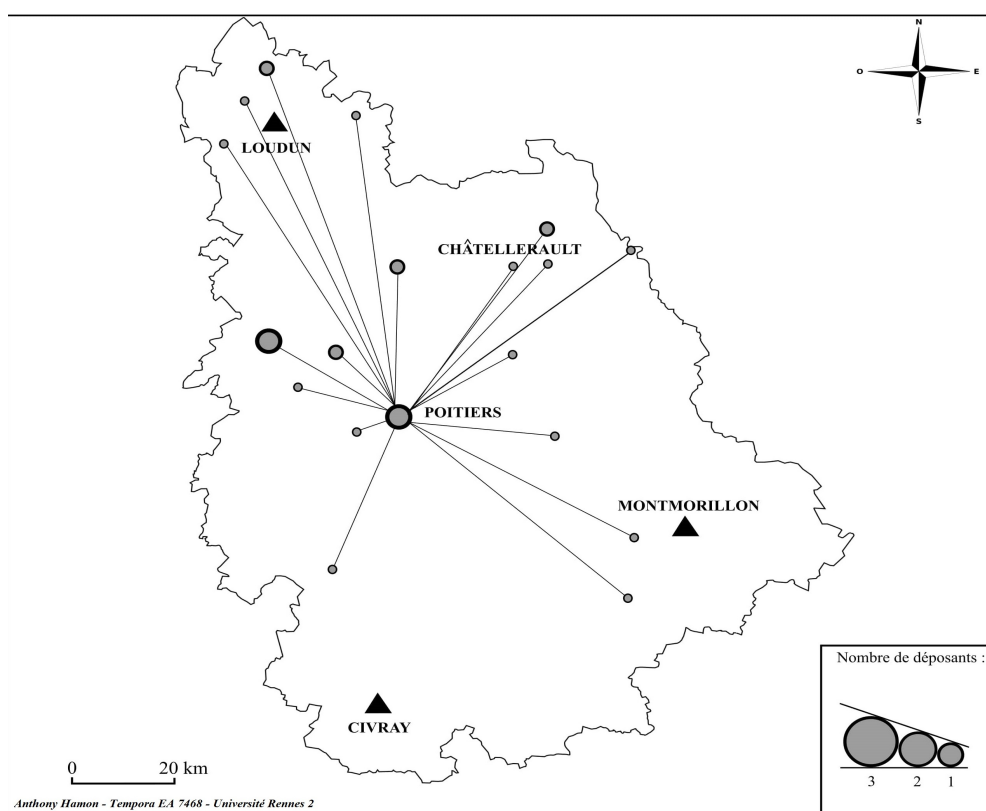 N
O E
S
LOUDUN
CHÂTELLERAULT
POITIERS
MONTMORILLON
CIVRAY
Nombre de déposants :
3 2 1
0 20 km
Anthony Hamon - Tempora EA 7468 - Université Rennes 2